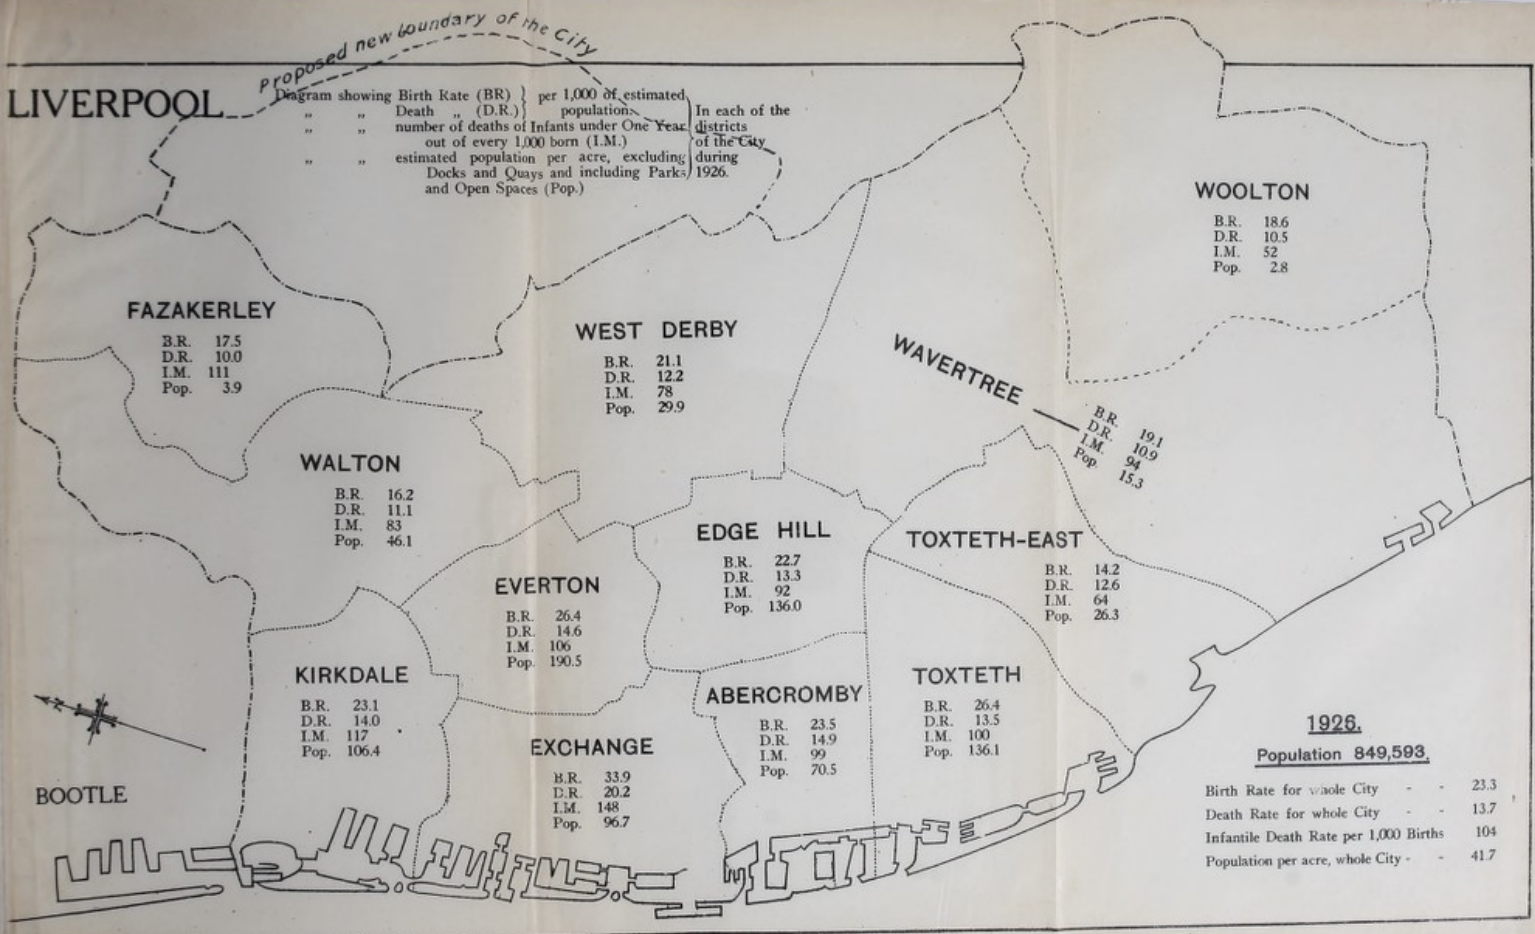 Proposed new boundary of the City
LIVERPOOL
Diagram showing Birth Rate (BR) } per 1,000 of estimated
„ „ Death „ (D.R.) } population.
„ „ number of deaths of Infants under One Year
out of every 1,000 born (I.M.)
„ „ estimated population per acre, excluding
Docks and Quays and including Parks
and Open Spaces (Pop.)
In each of the
districts
of the City
during
1926.
WOOLTON
B.R. 18.6
D.R. 10.5
I.M. 52
Pop. 2.8
FAZAKERLEY
B.R. 17.5
D.R. 10.0
I.M. 111
Pop. 3.9
WEST DERBY
B.R. 21.1
D.R. 12.2
I.M. 78
Pop. 29.9
WAVERTREE
B.R. 19.1
D.R. 10.9
I.M. 94
Pop. 15.3
WALTON
B.R. 16.2
D.R. 11.1
I.M. 83
Pop. 46.1
EDGE HILL
B.R. 22.7
D.R. 13.3
I.M. 92
Pop. 136.0
TOXTETH-EAST
B.R. 14.2
D.R. 12.6
I.M. 64
Pop. 26.3
EVERTON
B.R. 26.4
D.R. 14.6
I.M. 106
Pop. 190.5
KIRKDALE
B.R. 23.1
D.R. 14.0
I.M. 117
Pop. 106.4
ABERCROMBY
B.R. 23.5
D.R. 14.9
I.M. 99
Pop. 70.5
TOXTETH
B.R. 26.4
D.R. 13.5
I.M. 100
Pop. 136.1
EXCHANGE
B.R. 33.9
D.R. 20.2
I.M. 148
Pop. 96.7
N
BOOTLE
1926.
Population 849,593.
Birth Rate for whole City - - 23.3
Death Rate for whole City - - 13.7
Infantile Death Rate per 1,000 Births 104
Population per acre, whole City - - 41.7